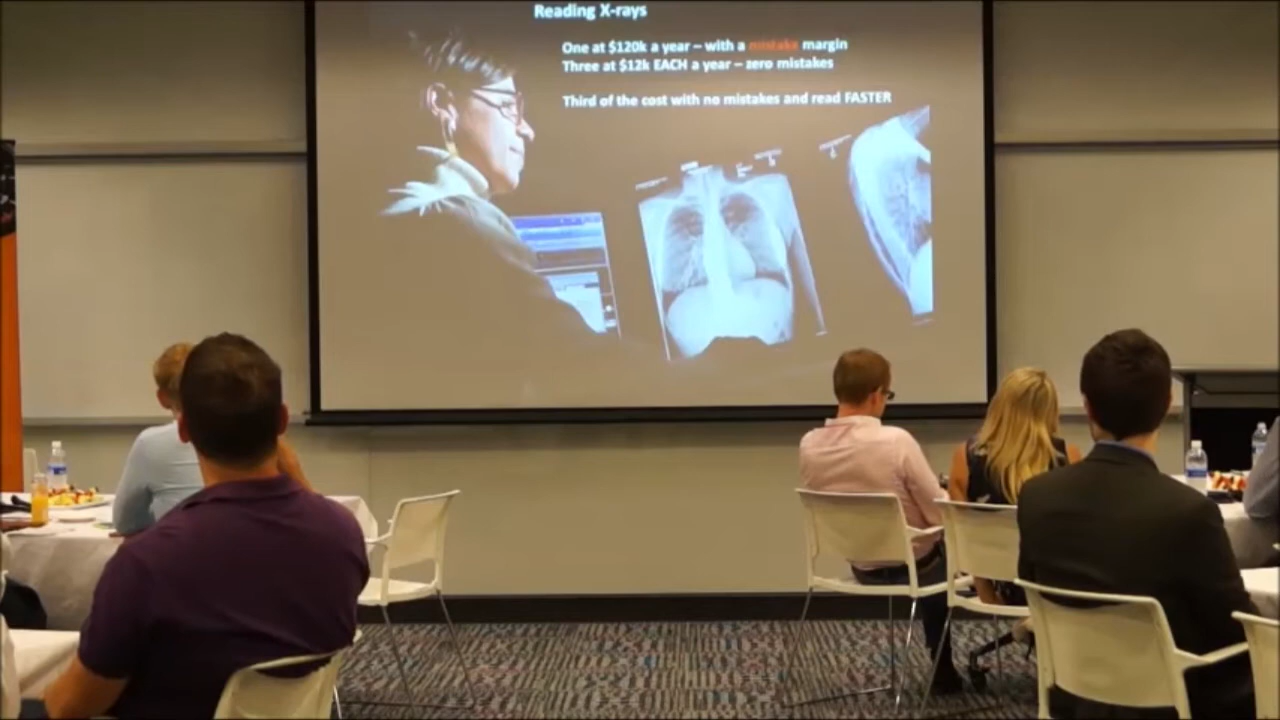 Reading X-rays
One at $120k a year – with a mistake margin
Three at $12k EACH a year – zero mistakes
Third of the cost with no mistakes and read FASTER